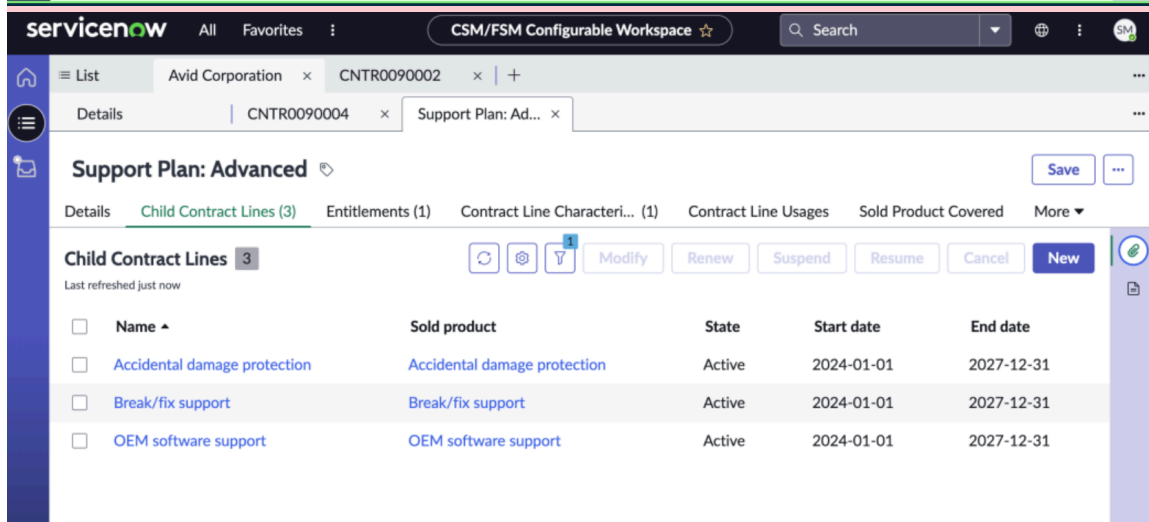 servicenow All Favorites CSM/FSM Configurable Workspace Search SM
List Avid Corporation × CNTR0090002 × +
Details CNTR0090004 × Support Plan: Ad... ×
Support Plan: Advanced Save
Details Child Contract Lines (3) Entitlements (1) Contract Line Characteri... (1) Contract Line Usages Sold Product Covered More
Child Contract Lines 3 1 Modify Renew Suspend Resume Cancel New
Last refreshed just now
Name Sold product State Start date End date
Accidental damage protection Accidental damage protection Active 2024-01-01 2027-12-31
Break/fix support Break/fix support Active 2024-01-01 2027-12-31
OEM software support OEM software support Active 2024-01-01 2027-12-31